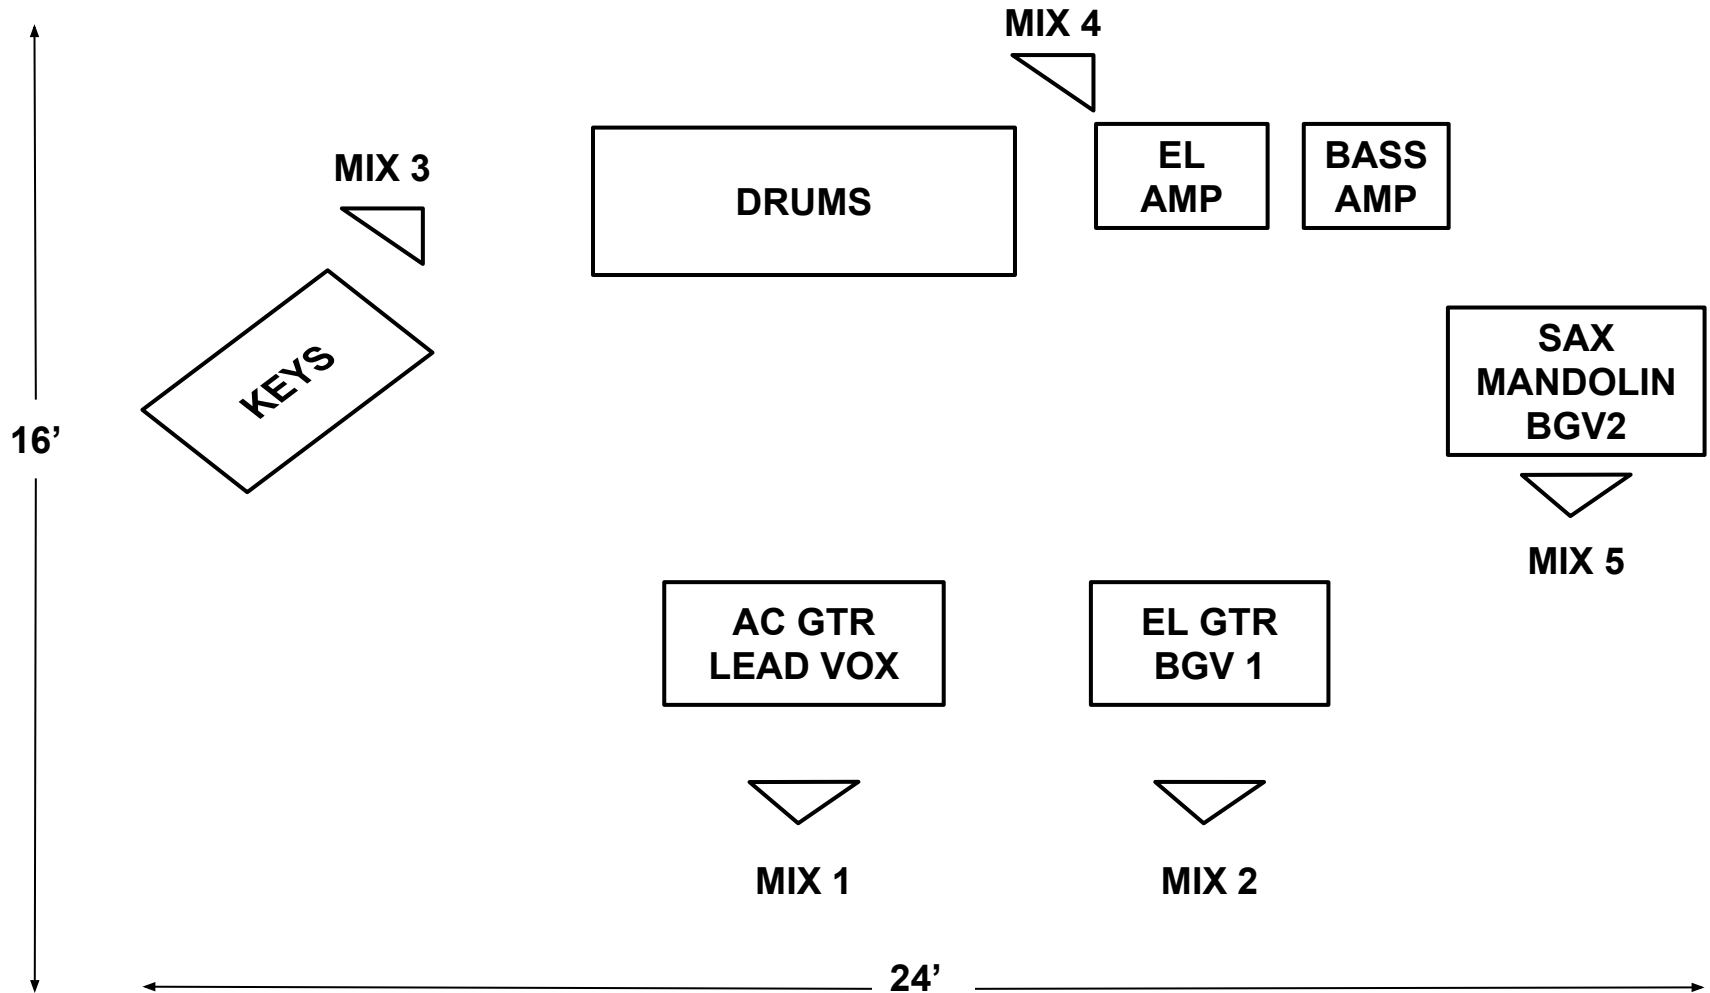 MIX 4
MIX 3
DRUMS
EL
AMP
BASS
AMP
KEYS
SAX
MANDOLIN
BGV2
16’
MIX 5
AC GTR
LEAD VOX
EL GTR
BGV 1
MIX 1
MIX 2
24’